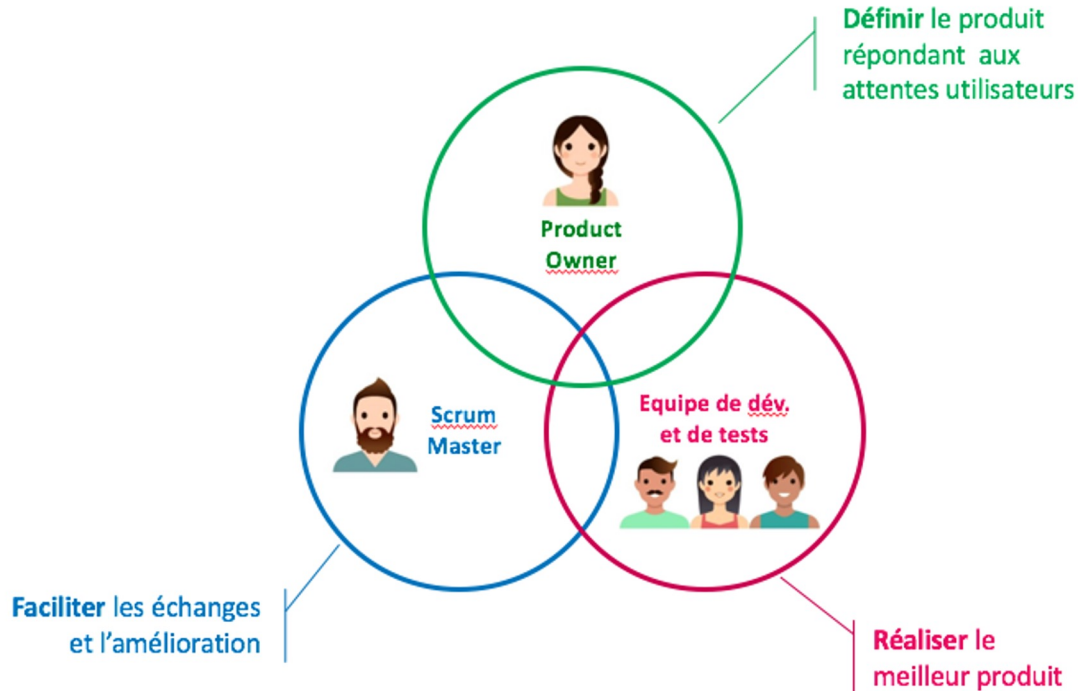 Définir le produit
répondant aux
attentes utilisateurs
Product
Owner
Scrum
Master
Equipe de dév.
et de tests
Faciliter les échanges
et l'amélioration
Réaliser le
meilleur produit